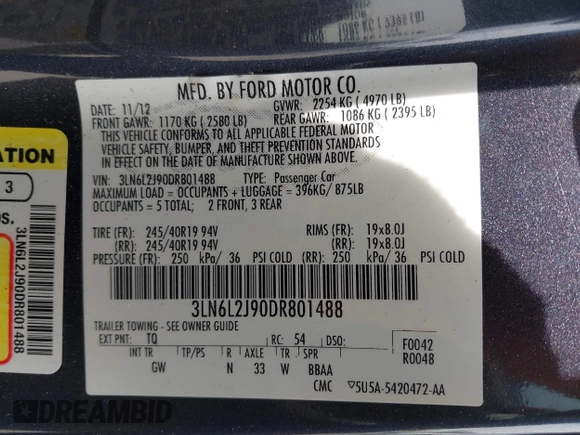 MFD. BY FORD MOTOR CO.
DATE: 11/12 GVWR: 2254 KG ( 4970 LB)
FRONT GAWR: 1170 KG ( 2580 LB) REAR GAWR: 1086 KG ( 2395 LB)
THIS VEHICLE CONFORMS TO ALL APPLICABLE FEDERAL MOTOR
VEHICLE SAFETY, BUMPER, AND THEFT PREVENTION STANDARDS
IN EFFECT ON THE DATE OF MANUFACTURE SHOWN ABOVE.
VIN: 3LN6L2J90DR801488 TYPE: Passenger Car
MAXIMUM LOAD = OCCUPANTS + LUGGAGE = 396KG/ 875LB
OCCUPANTS = 5 TOTAL; 2 FRONT, 3 REAR
TIRE (FR): 245/40R19 94V RIMS (FR): 19x8.0J
(RR): 245/40R19 94V (RR): 19x8.0J
PRESSURE (FR) 250 kPa/ 36 PSI COLD (RR) 250 kPa/ 36 PSI COLD
3LN6L2J90DR801488
TRAILER TOWING - SEE OWNER GUIDE
EXT PNT: TQ RC: 54 DSO: F0042
INT TR TP/PS R AXLE TR SPR R0048
GW N 33 W BBAA
CMC 5U5A-5420472-AA
ATION
3
OS.
3LN6L2J90DR801488
DREAMBID